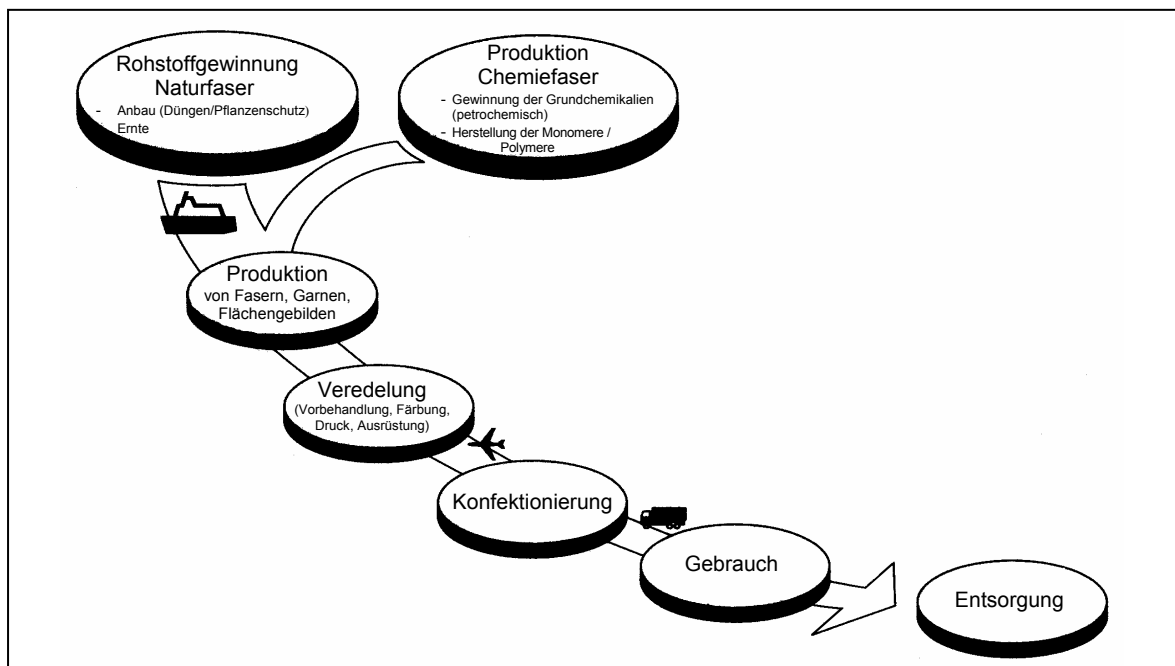 Rohstoffgewinnung
Naturfaser
- Anbau (Düngen/Pflanzenschutz)
- Ernte
Produktion
Chemiefaser
- Gewinnung der Grundchemikalien
(petrochemisch)
- Herstellung der Monomere /
Polymere
Produktion
von Fasern, Garnen,
Flächengebilden
Veredelung
(Vorbehandlung, Färbung,
Druck, Ausrüstung)
Konfektionierung
Gebrauch
Entsorgung